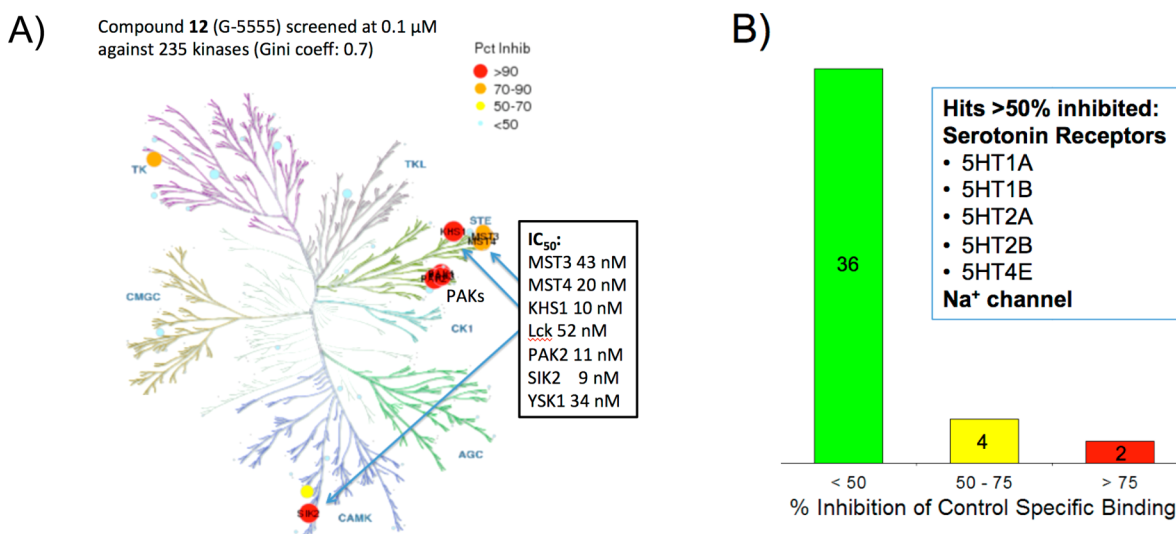 A)
Compound 12 (G-5555) screened at 0.1 µM
against 235 kinases (Gini coeff: 0.7)
Pct Inhib
>90
70-90
50-70
<50
TK
TKL
STE
KHS1
MST3
MST4
PAKs
CMGC
CK1
AGC
SIK2
CAMK
IC50:
MST3 43 nM
MST4 20 nM
KHS1 10 nM
Lck 52 nM
PAK2 11 nM
SIK2 9 nM
YSK1 34 nM
B)
Hits >50% inhibited:
Serotonin Receptors
• 5HT1A
• 5HT1B
• 5HT2A
• 5HT2B
• 5HT4E
Na+ channel
36
4
2
< 50
50 - 75
> 75
% Inhibition of Control Specific Binding